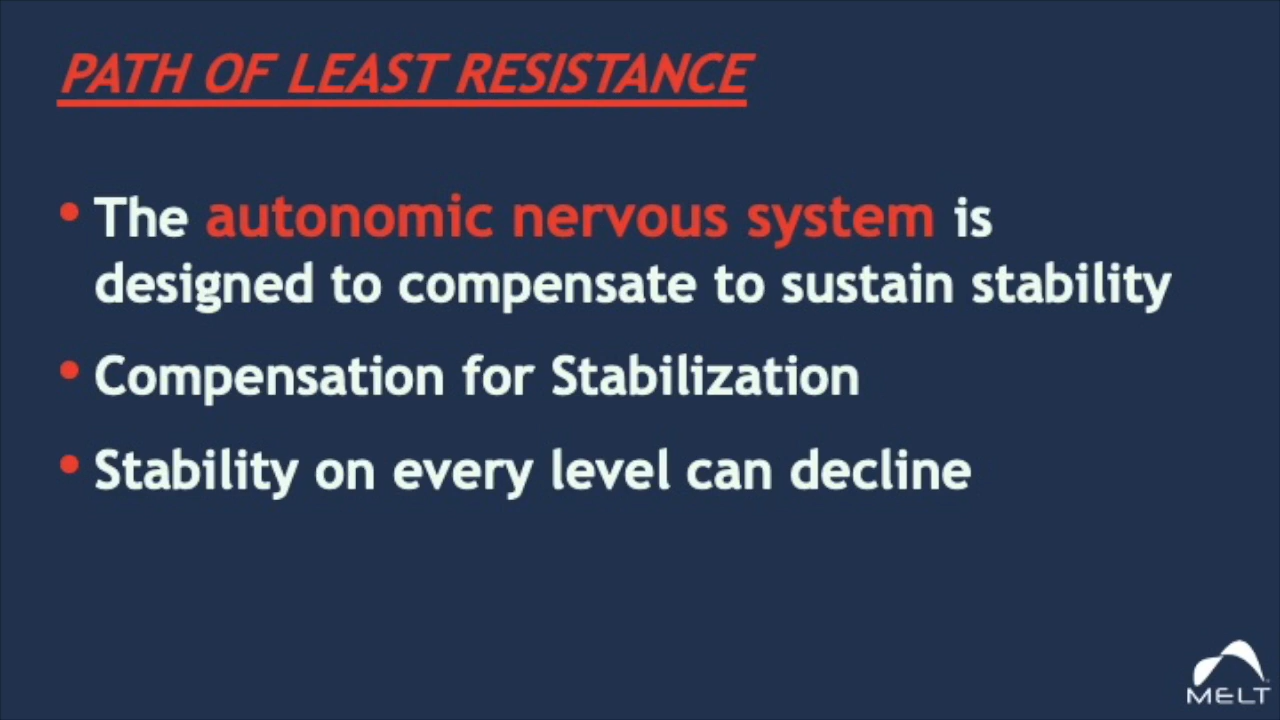 PATH OF LEAST RESISTANCE
• The autonomic nervous system is
designed to compensate to sustain stability
• Compensation for Stabilization
• Stability on every level can decline
MELT